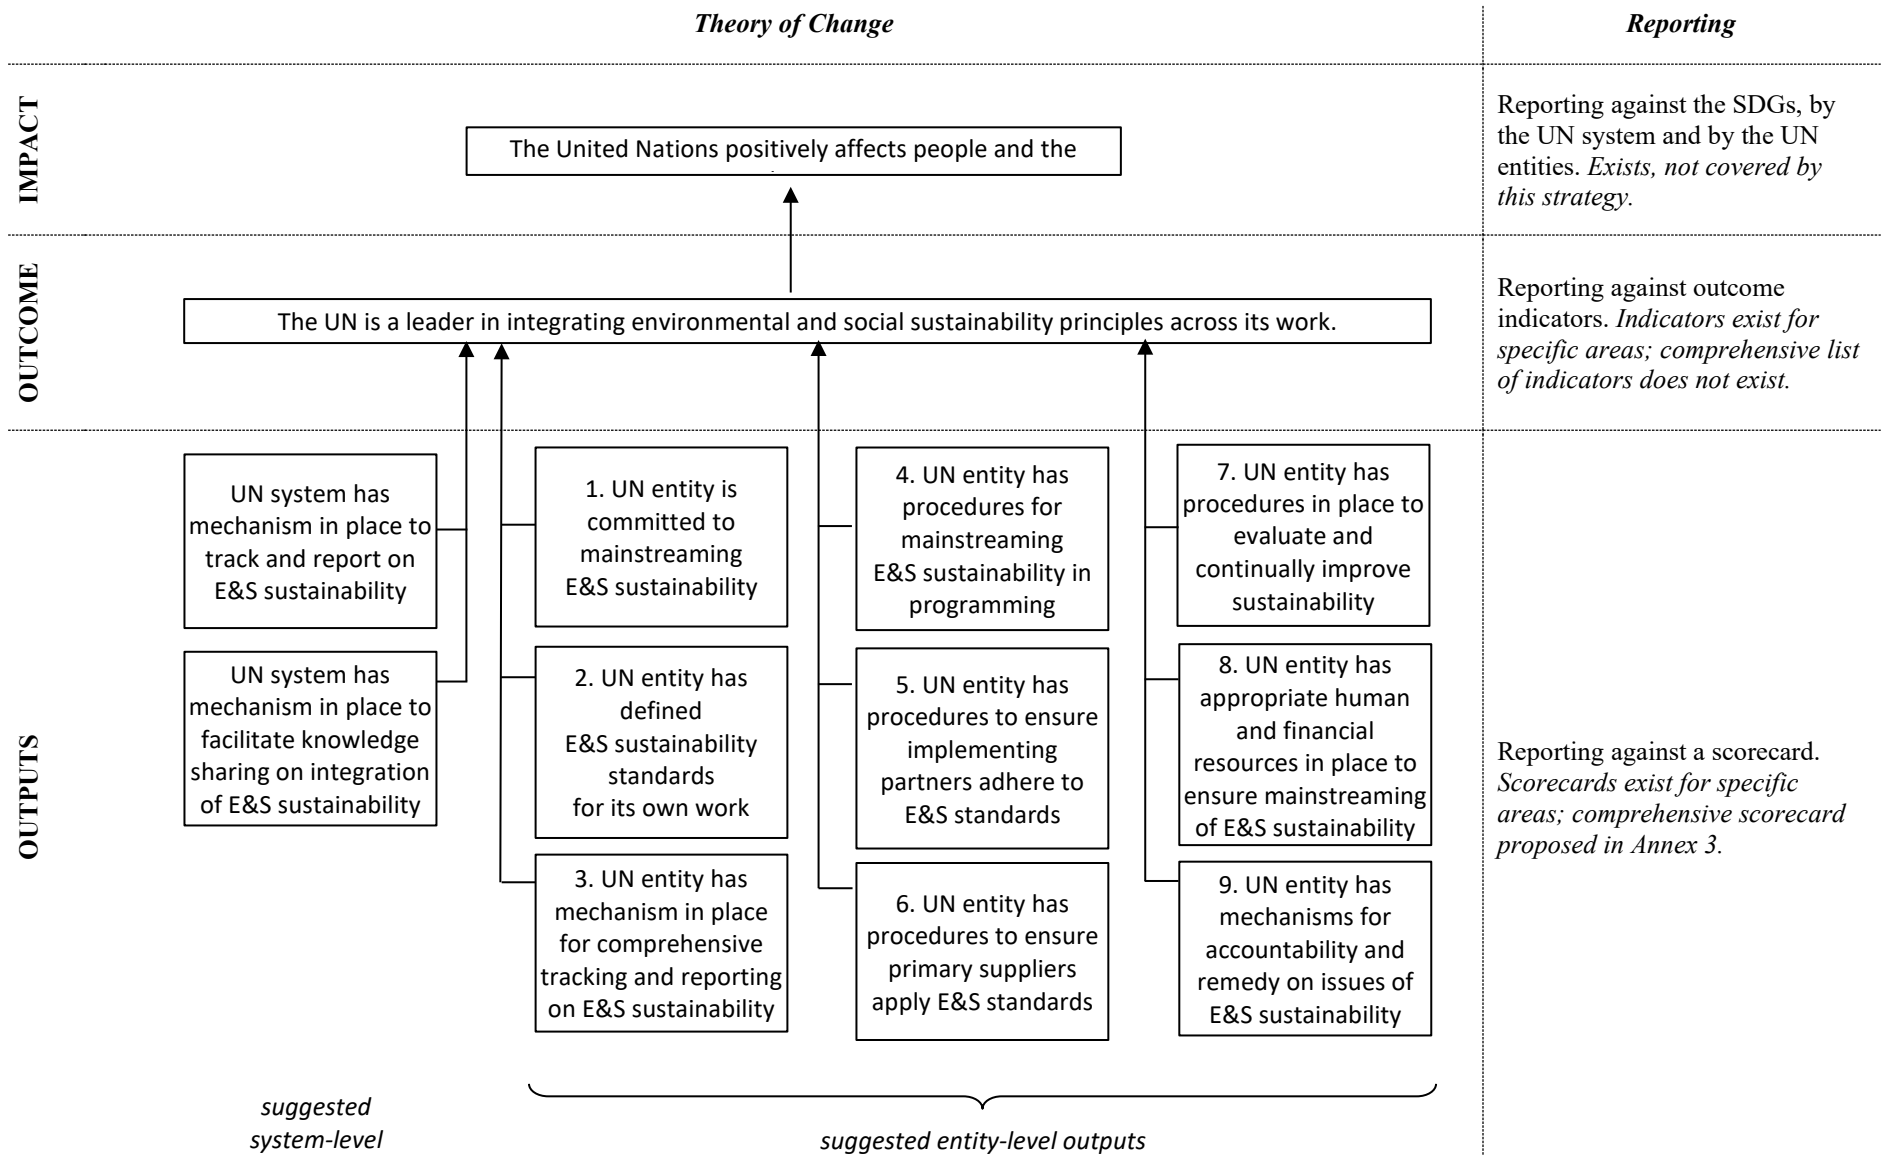 Theory of Change
Reporting
IMPACT
The United Nations positively affects people and the
Reporting against the SDGs, by
the UN system and by the UN
entities. Exists, not covered by
this strategy.
OUTCOME
The UN is a leader in integrating environmental and social sustainability principles across its work.
Reporting against outcome
indicators. Indicators exist for
specific areas; comprehensive list
of indicators does not exist.
OUTPUTS
UN system has
mechanism in place to
track and report on
E&S sustainability
UN system has
mechanism in place to
facilitate knowledge
sharing on integration
of E&S sustainability
1. UN entity is
committed to
mainstreaming
E&S sustainability
2. UN entity has
defined
E&S sustainability
standards
for its own work
3. UN entity has
mechanism in place
for comprehensive
tracking and reporting
on E&S sustainability
4. UN entity has
procedures for
mainstreaming
E&S sustainability in
programming
5. UN entity has
procedures to ensure
implementing
partners adhere to
E&S standards
6. UN entity has
procedures to ensure
primary suppliers
apply E&S standards
7. UN entity has
procedures in place to
evaluate and
continually improve
sustainability
8. UN entity has
appropriate human
and financial
resources in place to
ensure mainstreaming
of E&S sustainability
9. UN entity has
mechanisms for
accountability and
remedy on issues of
E&S sustainability
Reporting against a scorecard.
Scorecards exist for specific
areas; comprehensive scorecard
proposed in Annex 3.
suggested
system-level
suggested entity-level outputs